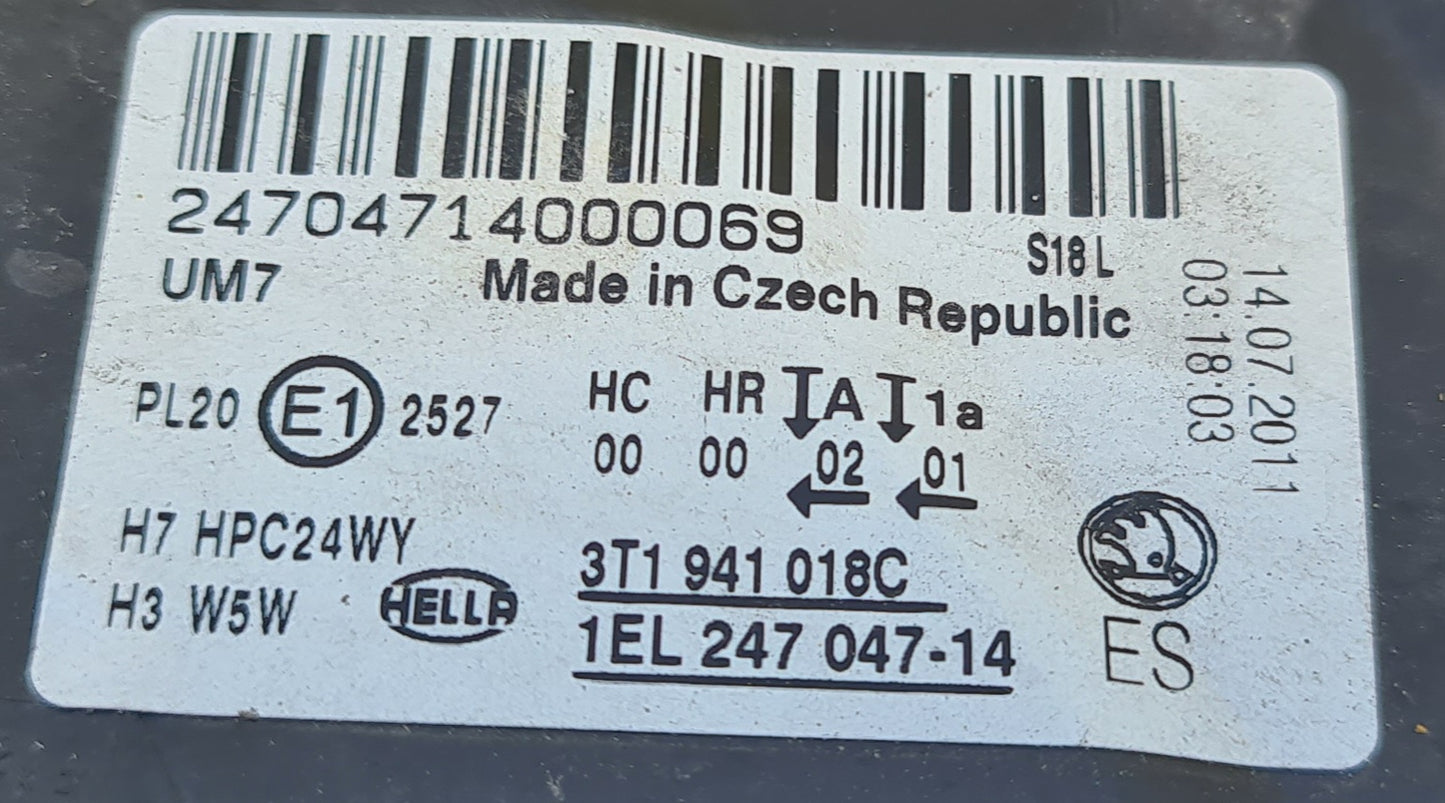 24704714000069
S18 L
UM7
Made in Czech Republic
14.07.2011
03:18:03
PL20 E1 2527
HC HR A 1a
00 00 02 01
H7 HPC24WY
H3 W5W
HELLA
3T1 941 018C
1EL 247 047-14
ES